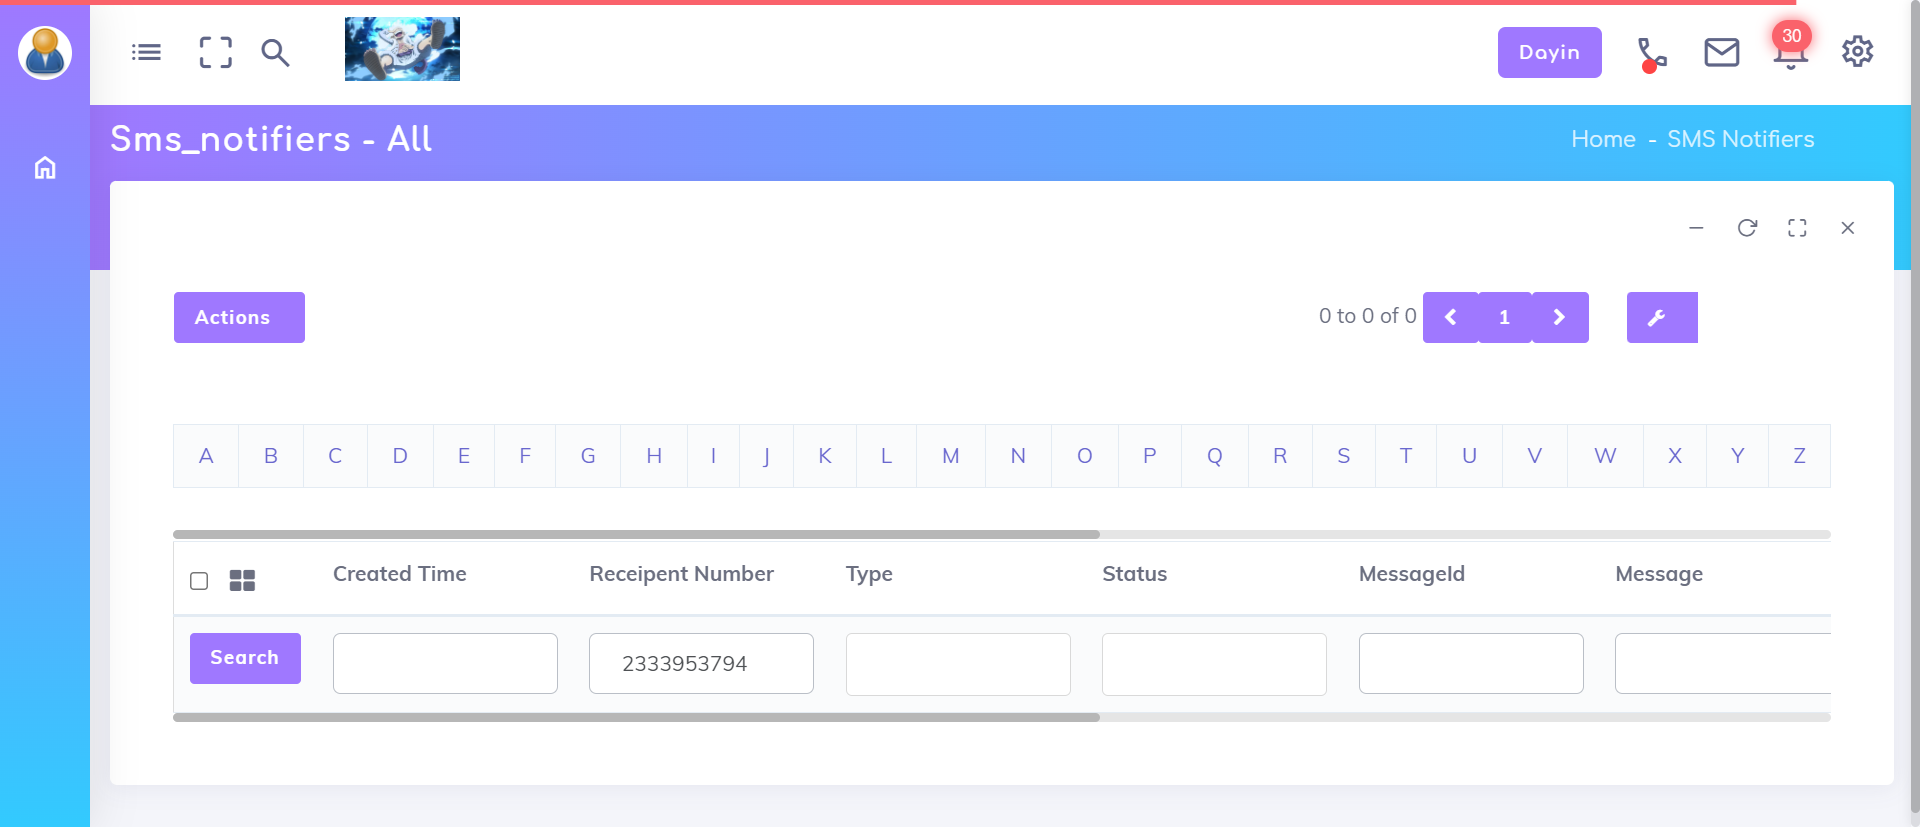 Dayin
30
Sms_notifiers - All
Home - SMS Notifiers
Actions
0 to 0 of 0
1
A B C D E F G H I J K L M N O P Q R S T U V W X Y Z
Created Time
Receipent Number
Type
Status
MessageId
Message
Search
2333953794